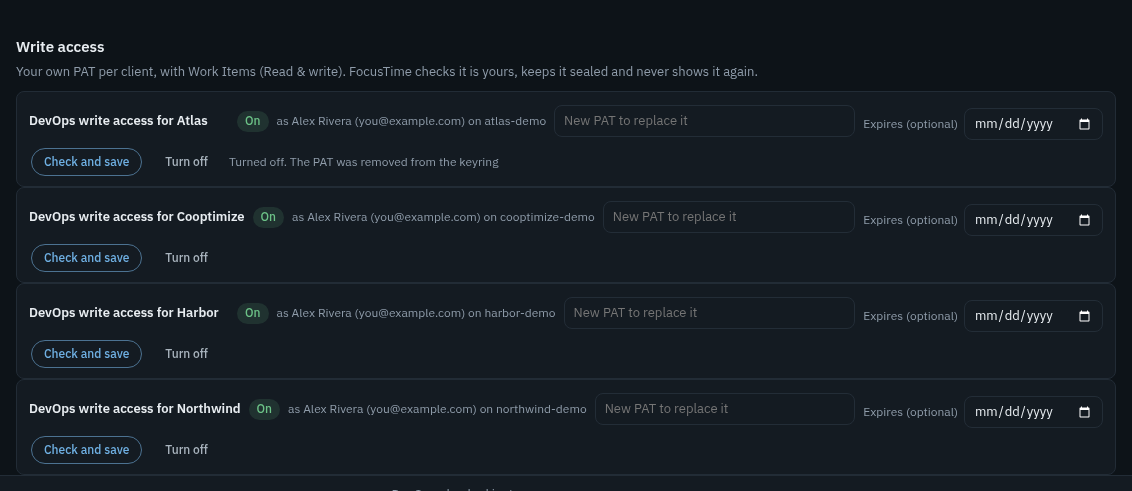 Write access
Your own PAT per client, with Work Items (Read & write). FocusTime checks it is yours, keeps it sealed and never shows it again.
DevOps write access for Atlas On as Alex Rivera (you@example.com) on atlas-demo New PAT to replace it Expires (optional) mm/dd/yyyy
Check and save Turn off Turned off. The PAT was removed from the keyring
DevOps write access for Cooptimize On as Alex Rivera (you@example.com) on cooptimize-demo New PAT to replace it Expires (optional) mm/dd/yyyy
Check and save Turn off
DevOps write access for Harbor On as Alex Rivera (you@example.com) on harbor-demo New PAT to replace it Expires (optional) mm/dd/yyyy
Check and save Turn off
DevOps write access for Northwind On as Alex Rivera (you@example.com) on northwind-demo New PAT to replace it Expires (optional) mm/dd/yyyy
Check and save Turn off